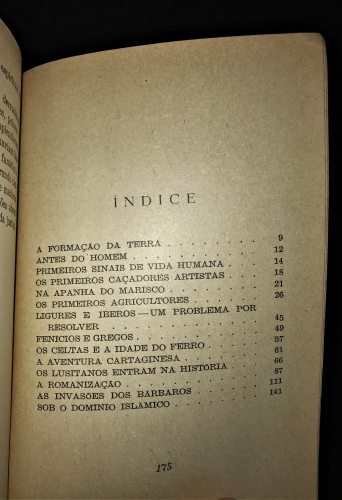 ÍNDICE
A FORMAÇÃO DA TERRA . . . . . . . . . 9
ANTES DO HOMEM . . . . . . . . . . . 12
PRIMEIROS SINAIS DE VIDA HUMANA . . . . 14
OS PRIMEIROS CAÇADORES ARTISTAS . . . . 18
NA APANHA DO MARISCO . . . . . . . . 21
OS PRIMEIROS AGRICULTORES . . . . . . 26
LIGURES E IBEROS — UM PROBLEMA POR
RESOLVER . . . . . . . . . . . . 45
FENICIOS E GREGOS . . . . . . . . . . 49
OS CELTAS E A IDADE DO FERRO . . . . . 57
A AVENTURA CARTAGINESA . . . . . . . 61
OS LUSITANOS ENTRAM NA HISTÓRIA . . . . 66
A ROMANIZAÇÃO . . . . . . . . . . . 87
AS INVASÕES DOS BARBAROS . . . . . . 111
SOB O DOMÍNIO ISLÂMICO . . . . . . . . 141
175